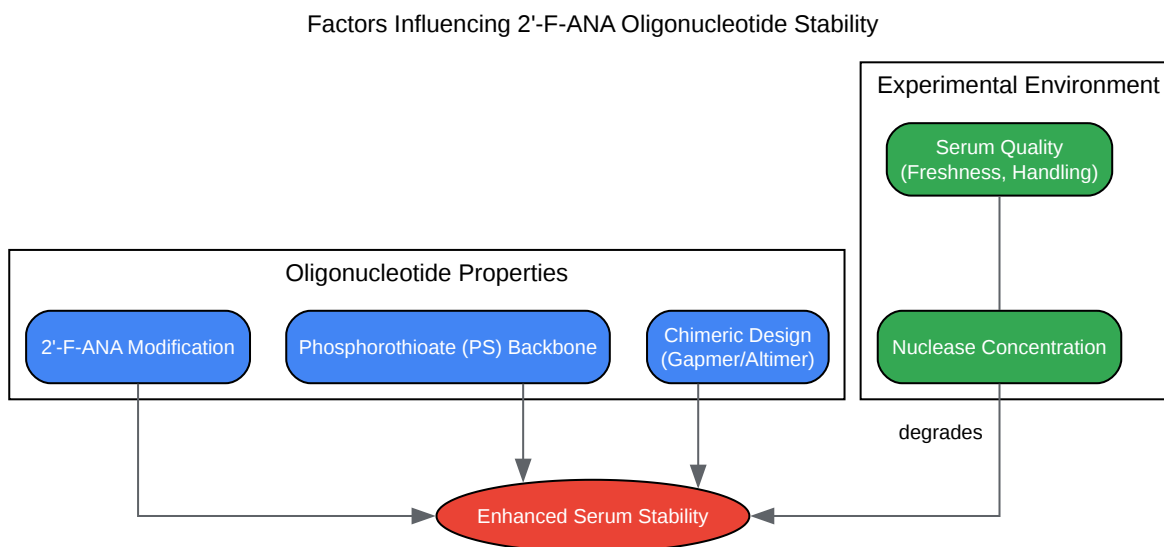 Factors Influencing 2'-F-ANA Oligonucleotide Stability
Experimental Environment
Serum Quality
(Freshness, Handling)
Oligonucleotide Properties
2'-F-ANA Modification
Phosphorothioate (PS) Backbone
Chimeric Design
(Gapmer/Altimer)
Nuclease Concentration
degrades
Enhanced Serum Stability